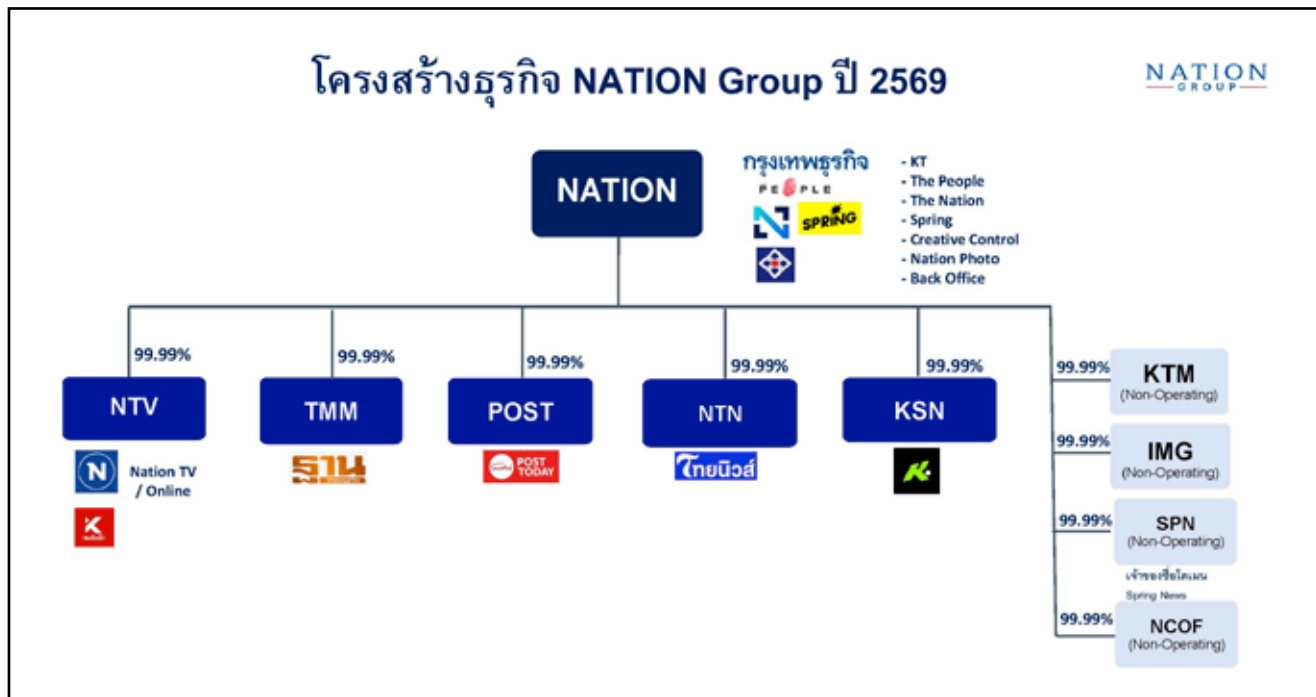 โครงสร้างธุรกิจ NATION Group ปี 2569
NATION
GROUP
NATION
กรุงเทพธุรกิจ
PE PLE
SPRING
- KT
- The People
- The Nation
- Spring
- Creative Control
- Nation Photo
- Back Office
99.99%
99.99%
99.99%
99.99%
99.99%
NTV
TMM
POST
NTN
KSN
N
Nation TV
/ Online
K
ฐาน
POST
TODAY
ไทยนิวส์
K
99.99%
KTM
(Non-Operating)
99.99%
IMG
(Non-Operating)
99.99%
SPN
(Non-Operating)
เจ้าของชื่อโดเมน
Spring News
99.99%
NCOF
(Non-Operating)